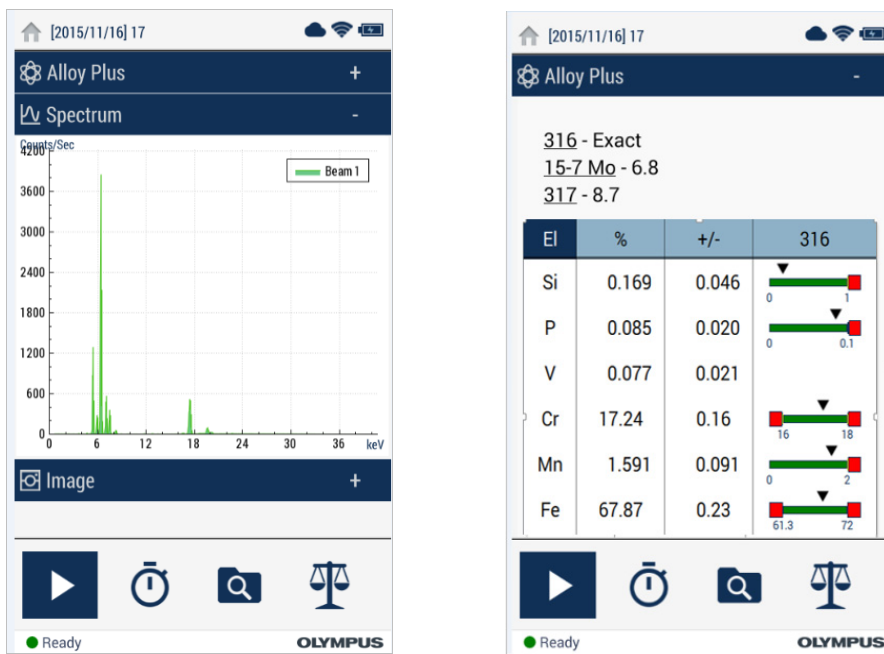 [2015/11/16] 17
Alloy Plus +
Spectrum -
Counts/Sec
4200
3600
3000
2400
1800
1200
600
0
0 6 12 18 24 30 36 keV
Beam 1
Image +
Ready
OLYMPUS
[2015/11/16] 17
Alloy Plus -
316 - Exact
15-7 Mo - 6.8
317 - 8.7
El % +/- 316
Si 0.169 0.046
0 1
P 0.085 0.020
0 0.1
V 0.077 0.021
Cr 17.24 0.16
16 18
Mn 1.591 0.091
0 2
Fe 67.87 0.23
61.3 72
Ready
OLYMPUS